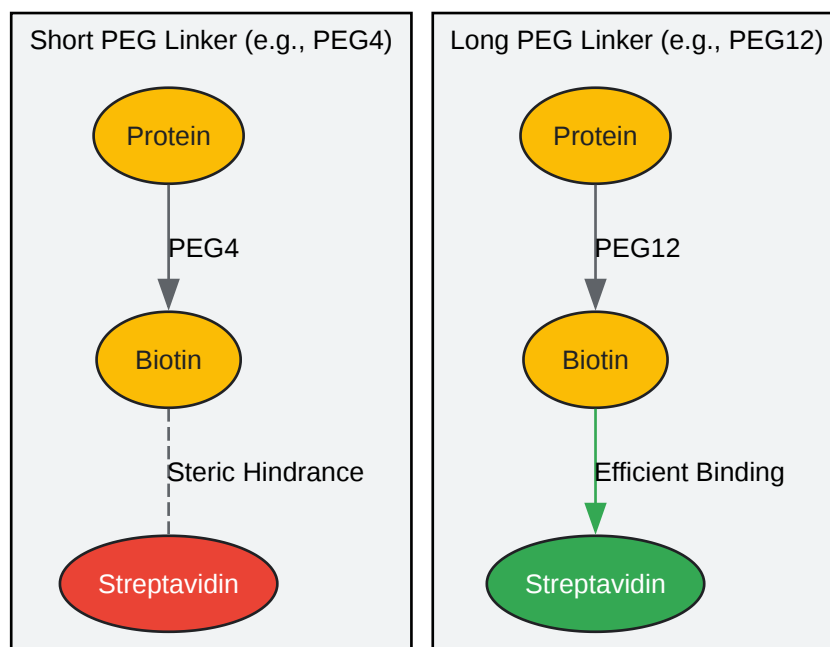 Short PEG Linker (e.g., PEG4)
Protein
PEG4
Biotin
Steric Hindrance
Streptavidin
Long PEG Linker (e.g., PEG12)
Protein
PEG12
Biotin
Efficient Binding
Streptavidin